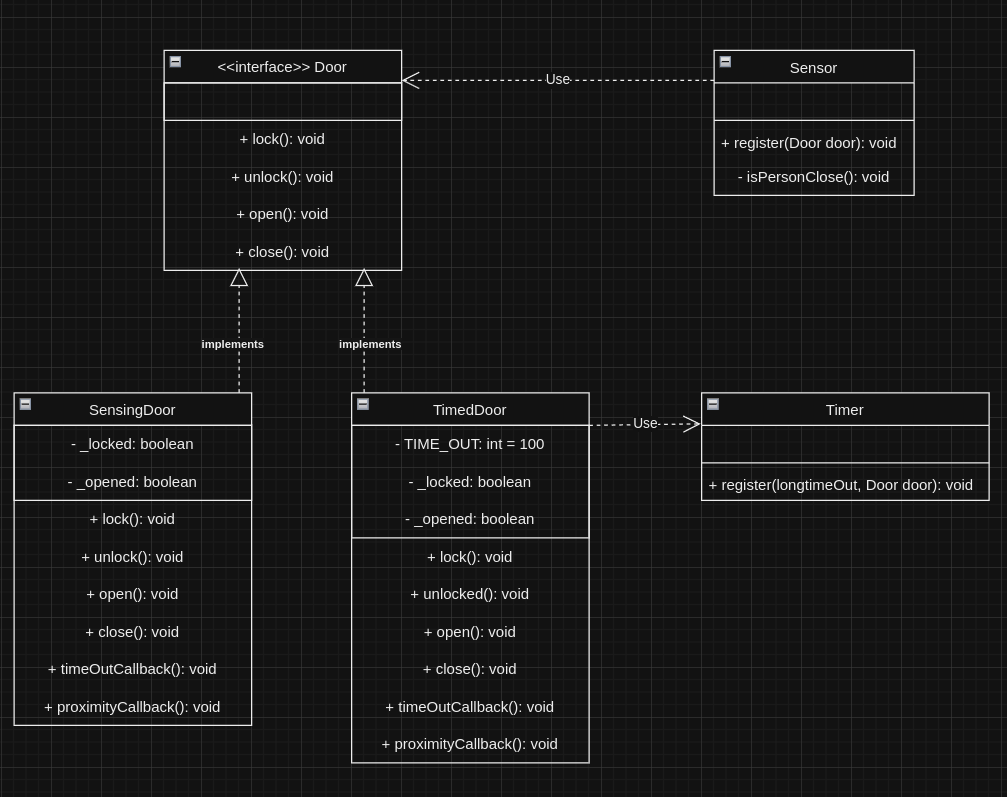 <<interface>> Door
+ lock(): void
+ unlock(): void
+ open(): void
+ close(): void
Use
Sensor
+ register(Door door): void
- isPersonClose(): void
implements
implements
SensingDoor
- _locked: boolean
- _opened: boolean
+ lock(): void
+ unlock(): void
+ open(): void
+ close(): void
+ timeOutCallback(): void
+ proximityCallback(): void
TimedDoor
- TIME_OUT: int = 100
- _locked: boolean
- _opened: boolean
+ lock(): void
+ unlocked(): void
+ open(): void
+ close(): void
+ timeOutCallback(): void
+ proximityCallback(): void
Use
Timer
+ register(longtimeOut, Door door): void